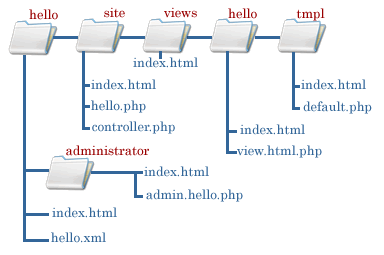 hello site views hello tmpl
index.html
index.html index.html
hello.php default.php
controller.php index.html
view.html.php
administrator
index.html
admin.hello.php
index.html
hello.xml